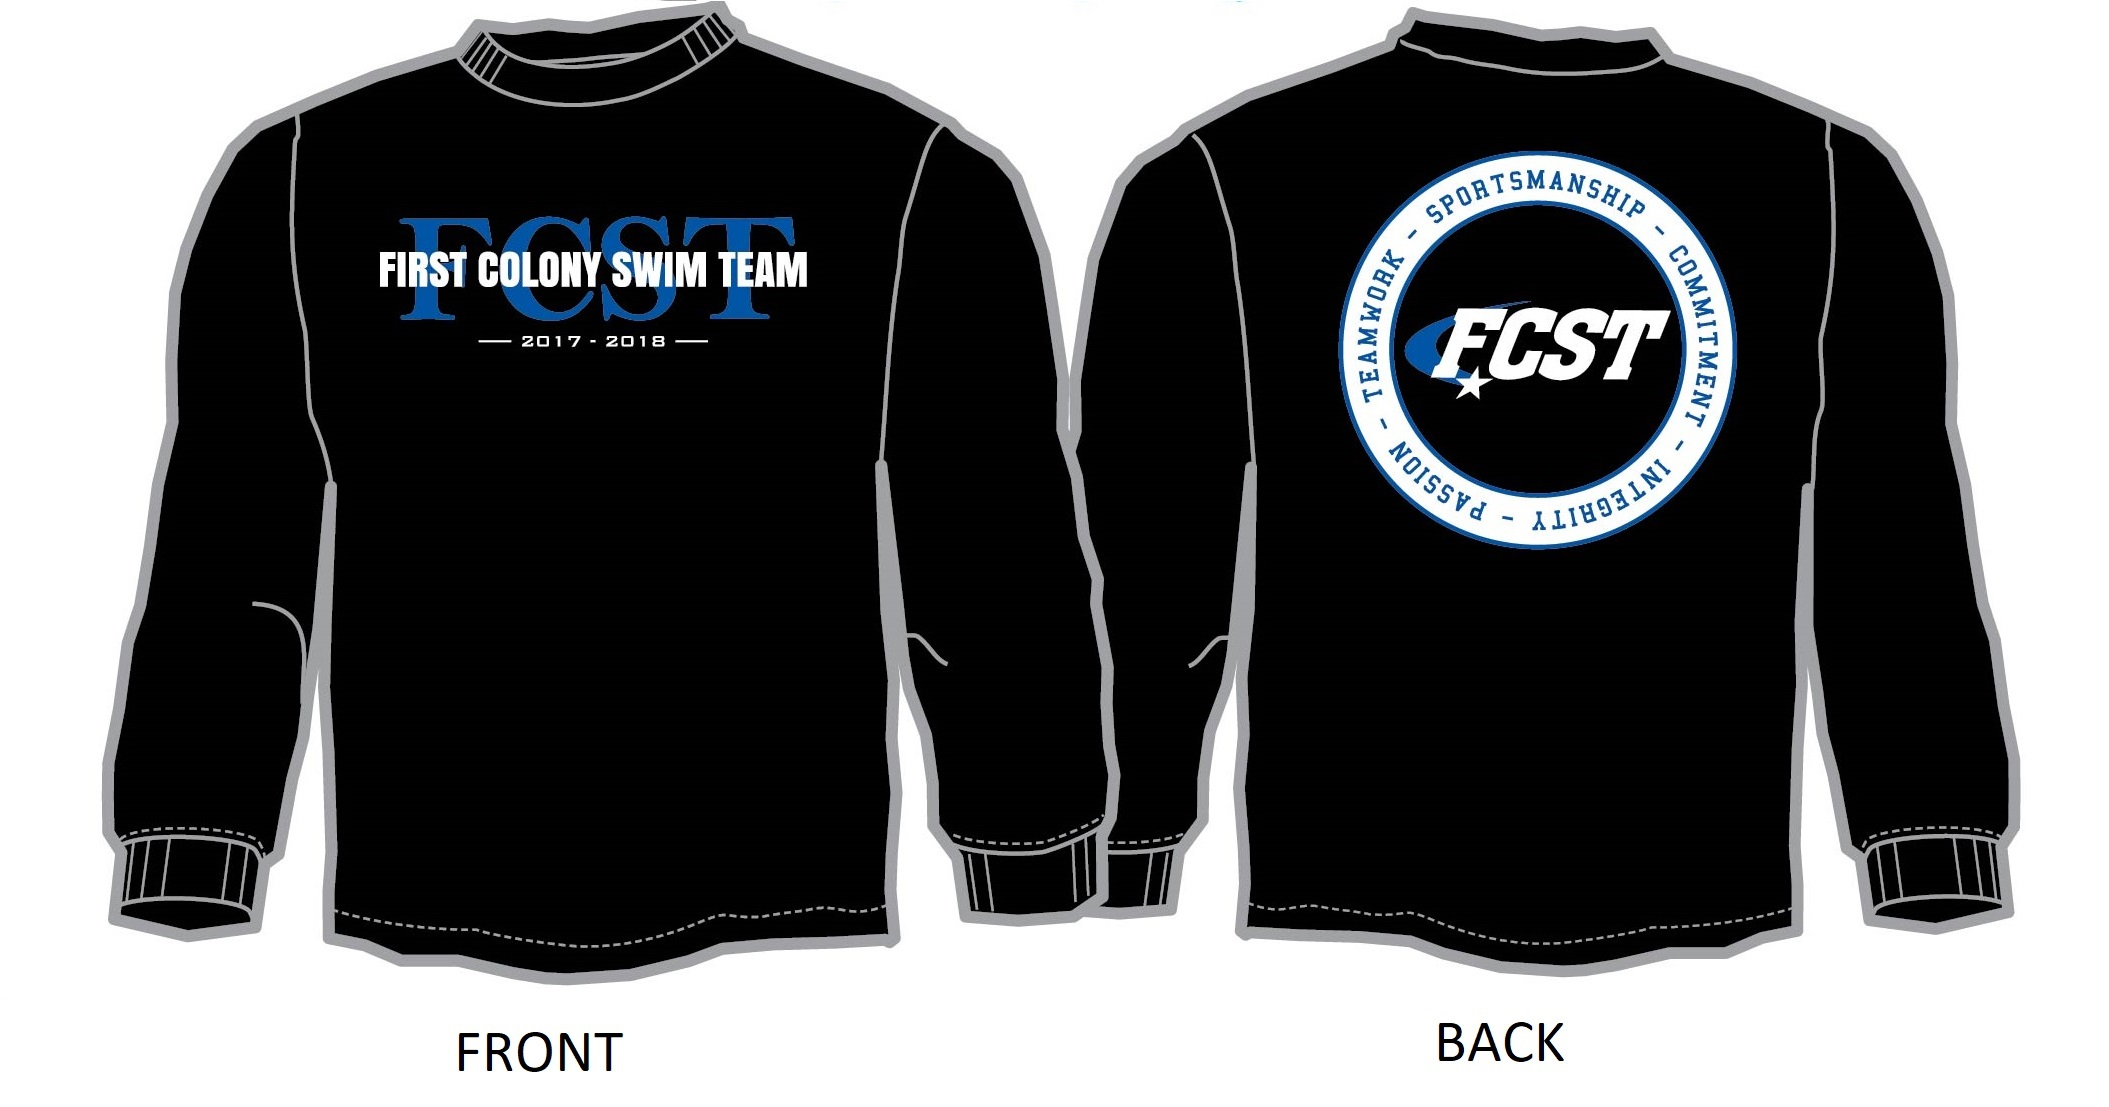 FCST
FIRST COLONY SWIM TEAM
2017 - 2018
TEAMWORK - SPORTSMANSHIP - COMMITMENT - INTEGRITY - PASSION -
FCST
FRONT
BACK